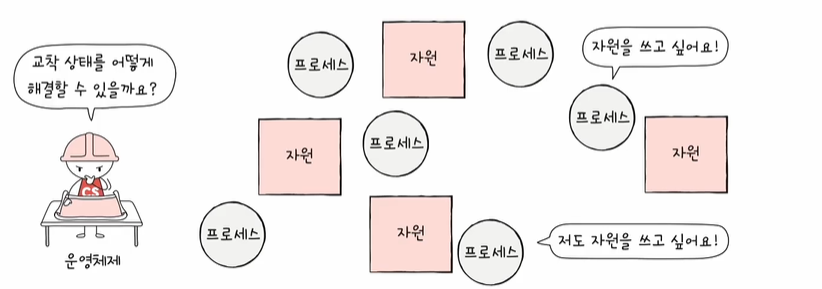 교착 상태를 어떻게
해결할 수 있을까요?
CS
운영체제
프로세스
자원
프로세스
자원을 쓰고 싶어요!
프로세스
자원
프로세스
자원
프로세스
자원
프로세스
저도 자원을 쓰고 싶어요!